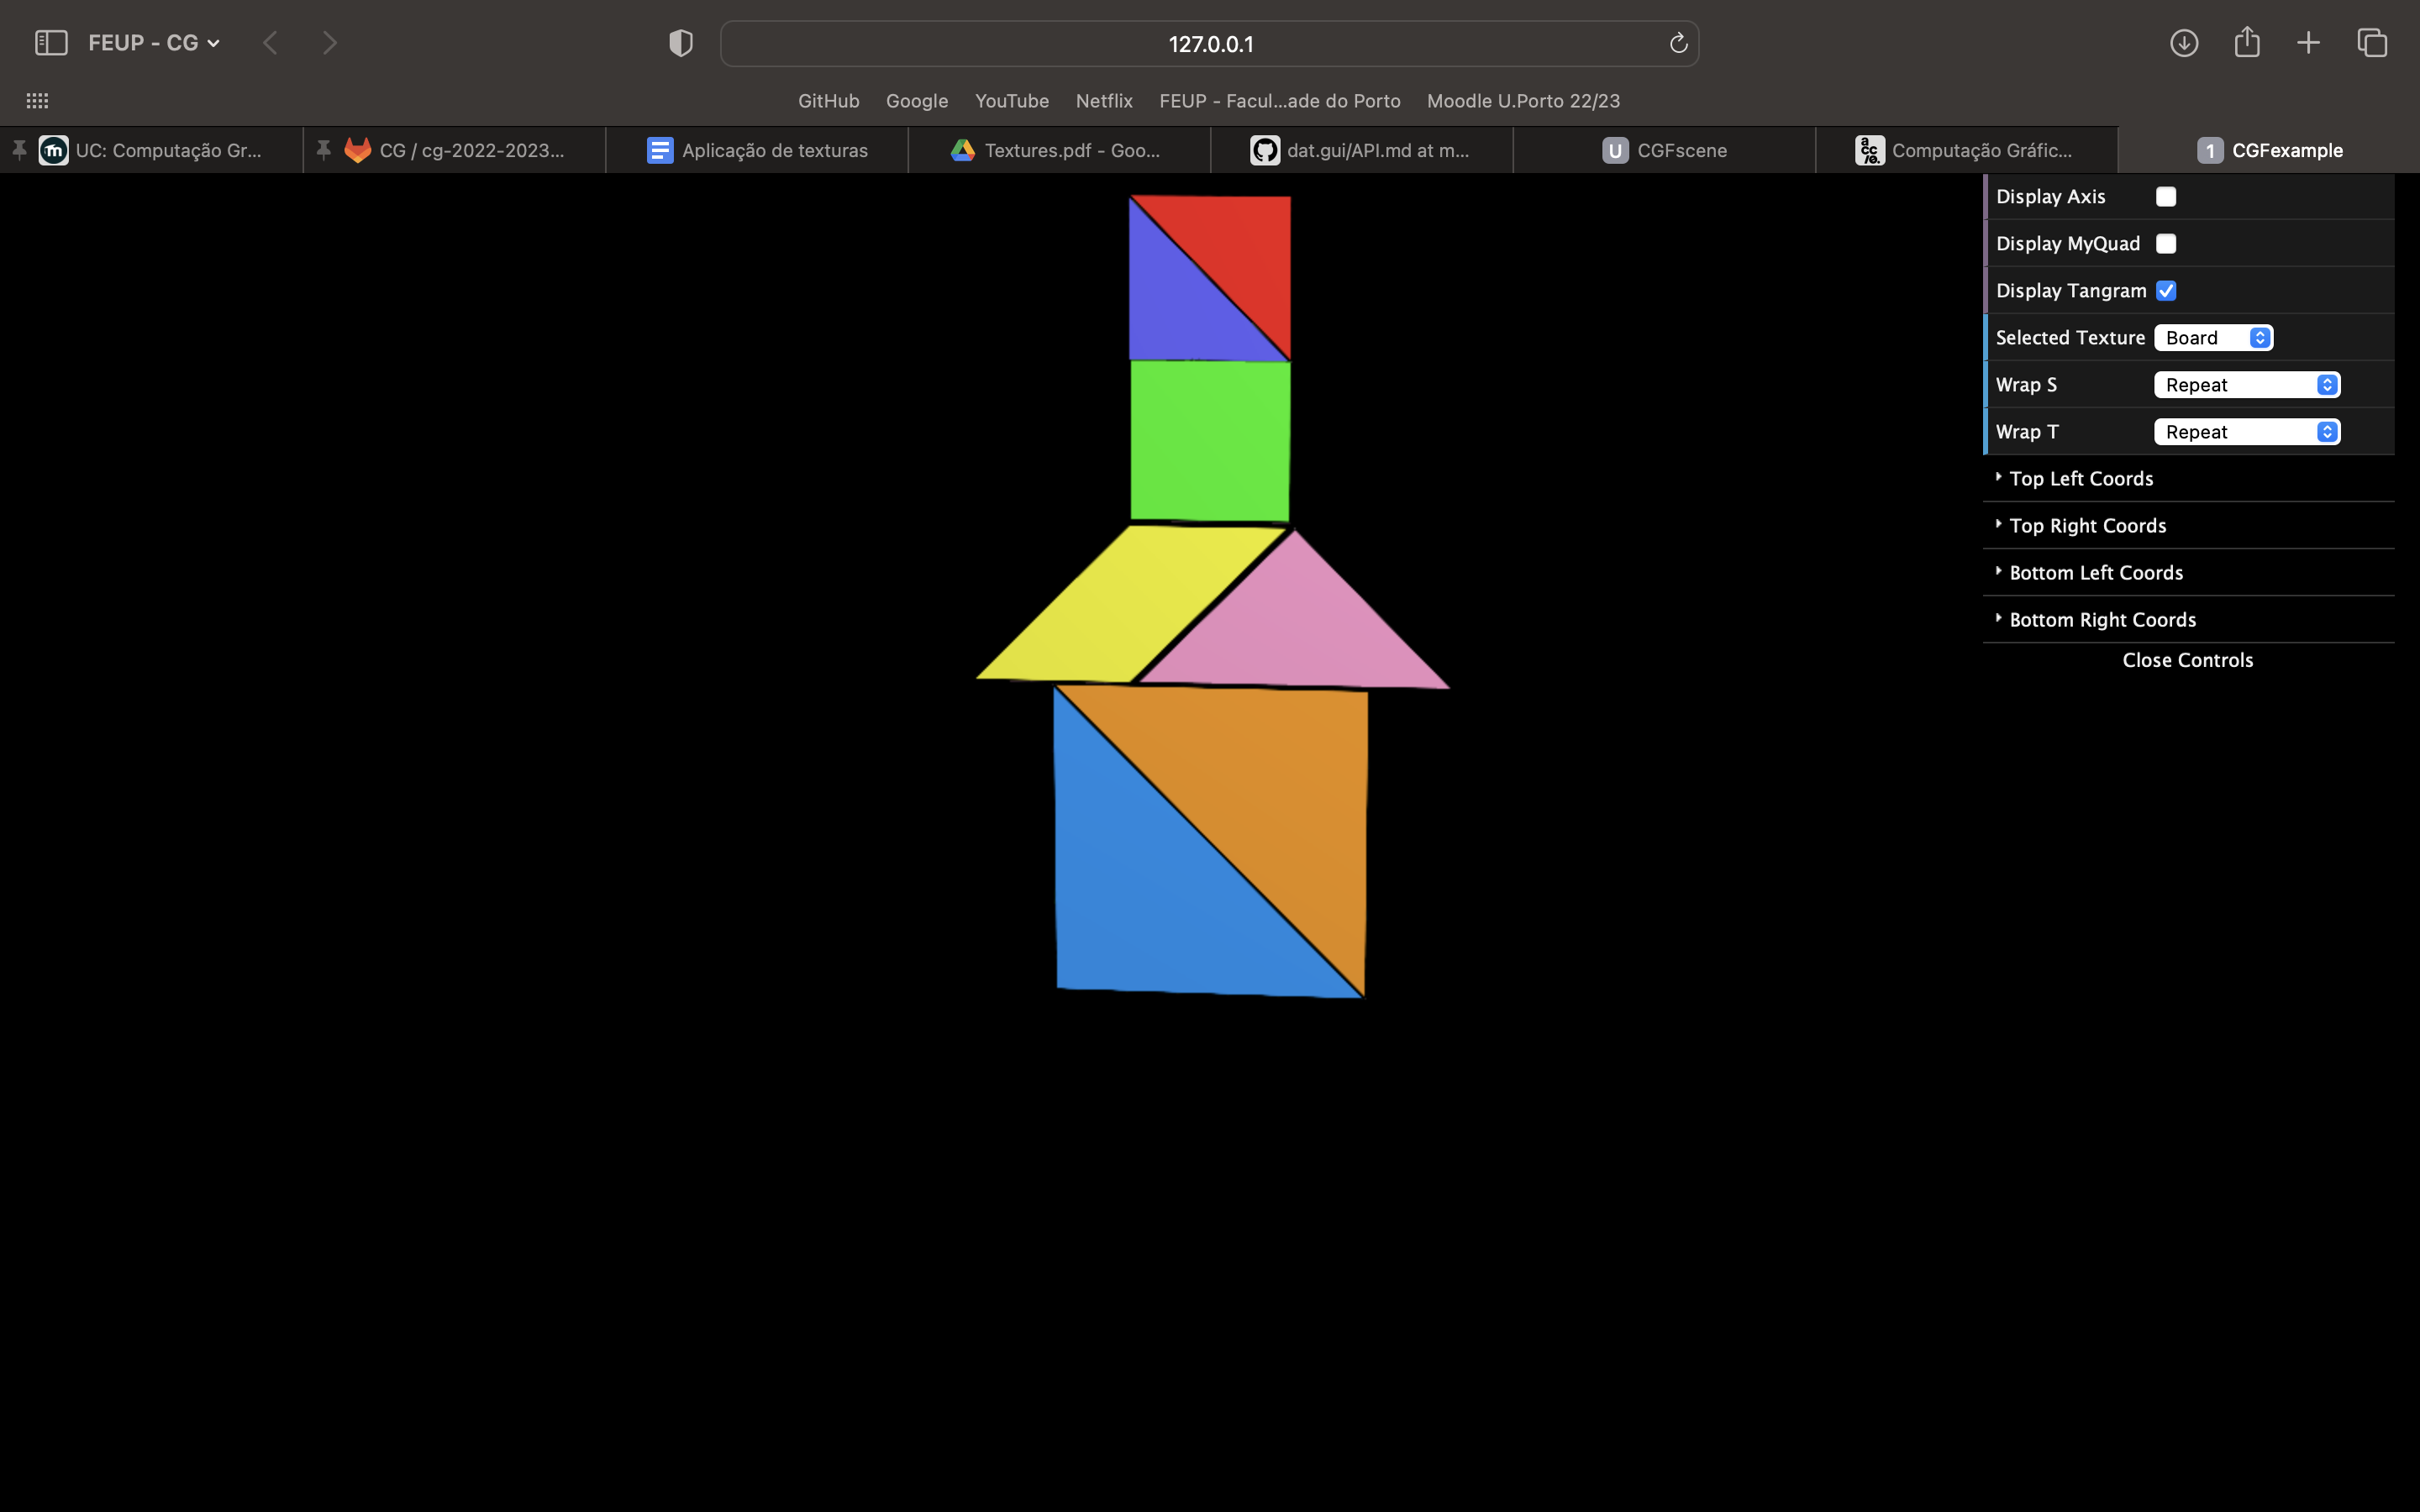 FEUP - CG
127.0.0.1
GitHub Google YouTube Netflix FEUP - Facul...ade do Porto Moodle U.Porto 22/23
m UC: Computação Gr... CG / cg-2022-2023... Aplicação de texturas Textures.pdf - Goo... dat.gui/API.md at m... U CGFscene acc/e. Computação Gráfic... 1 CGFexample
Display Axis
Display MyQuad
Display Tangram
Selected Texture Board
Wrap S Repeat
Wrap T Repeat
Top Left Coords
Top Right Coords
Bottom Left Coords
Bottom Right Coords
Close Controls